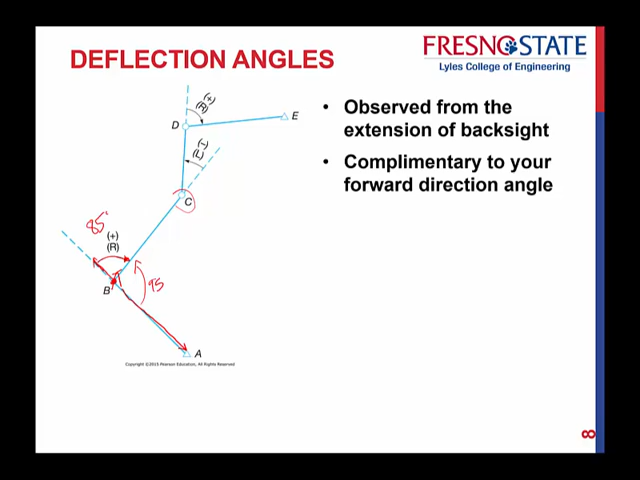 DEFLECTION ANGLES
FRESNO STATE
Lyles College of Engineering
• Observed from the
extension of backsight
• Complimentary to your
forward direction angle
(+)
(R)
D
E
(-)
(L)
C
85°
(+)
(R)
B
95
A
Copyright ©2015 Pearson Education, All Rights Reserved
8